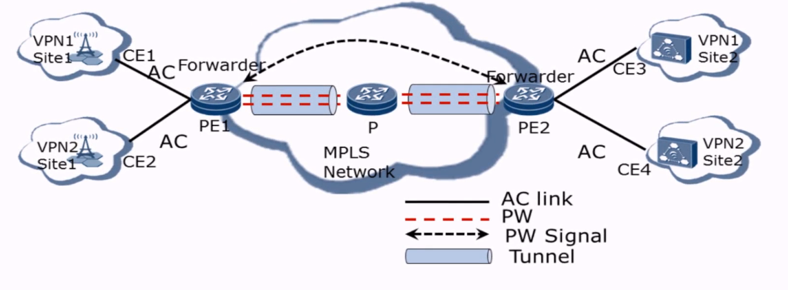 VPN1
Site1
CE1
AC
Forwarder
PE1
VPN2
Site1
CE2
AC
P
MPLS
Network
Forwarder
PE2
AC
CE3
VPN1
Site2
AC
CE4
VPN2
Site2
AC link
PW
PW Signal
Tunnel